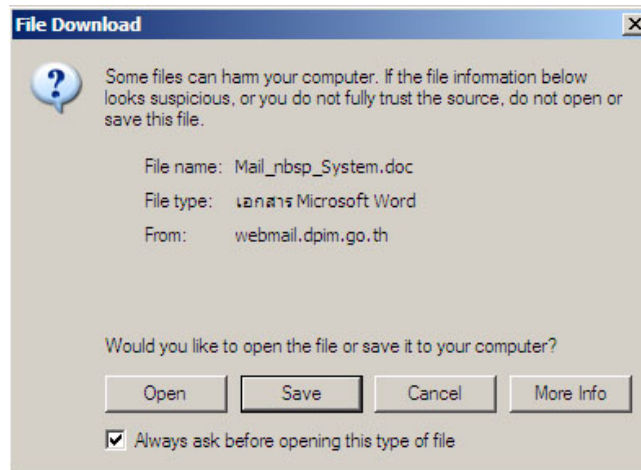 File Download
Some files can harm your computer. If the file information below
looks suspicious, or you do not fully trust the source, do not open or
save this file.
File name: Mail_nbsp_System.doc
File type: เอกสาร Microsoft Word
From: webmail.dpim.go.th
Would you like to open the file or save it to your computer?
Open Save Cancel More Info
Always ask before opening this type of file